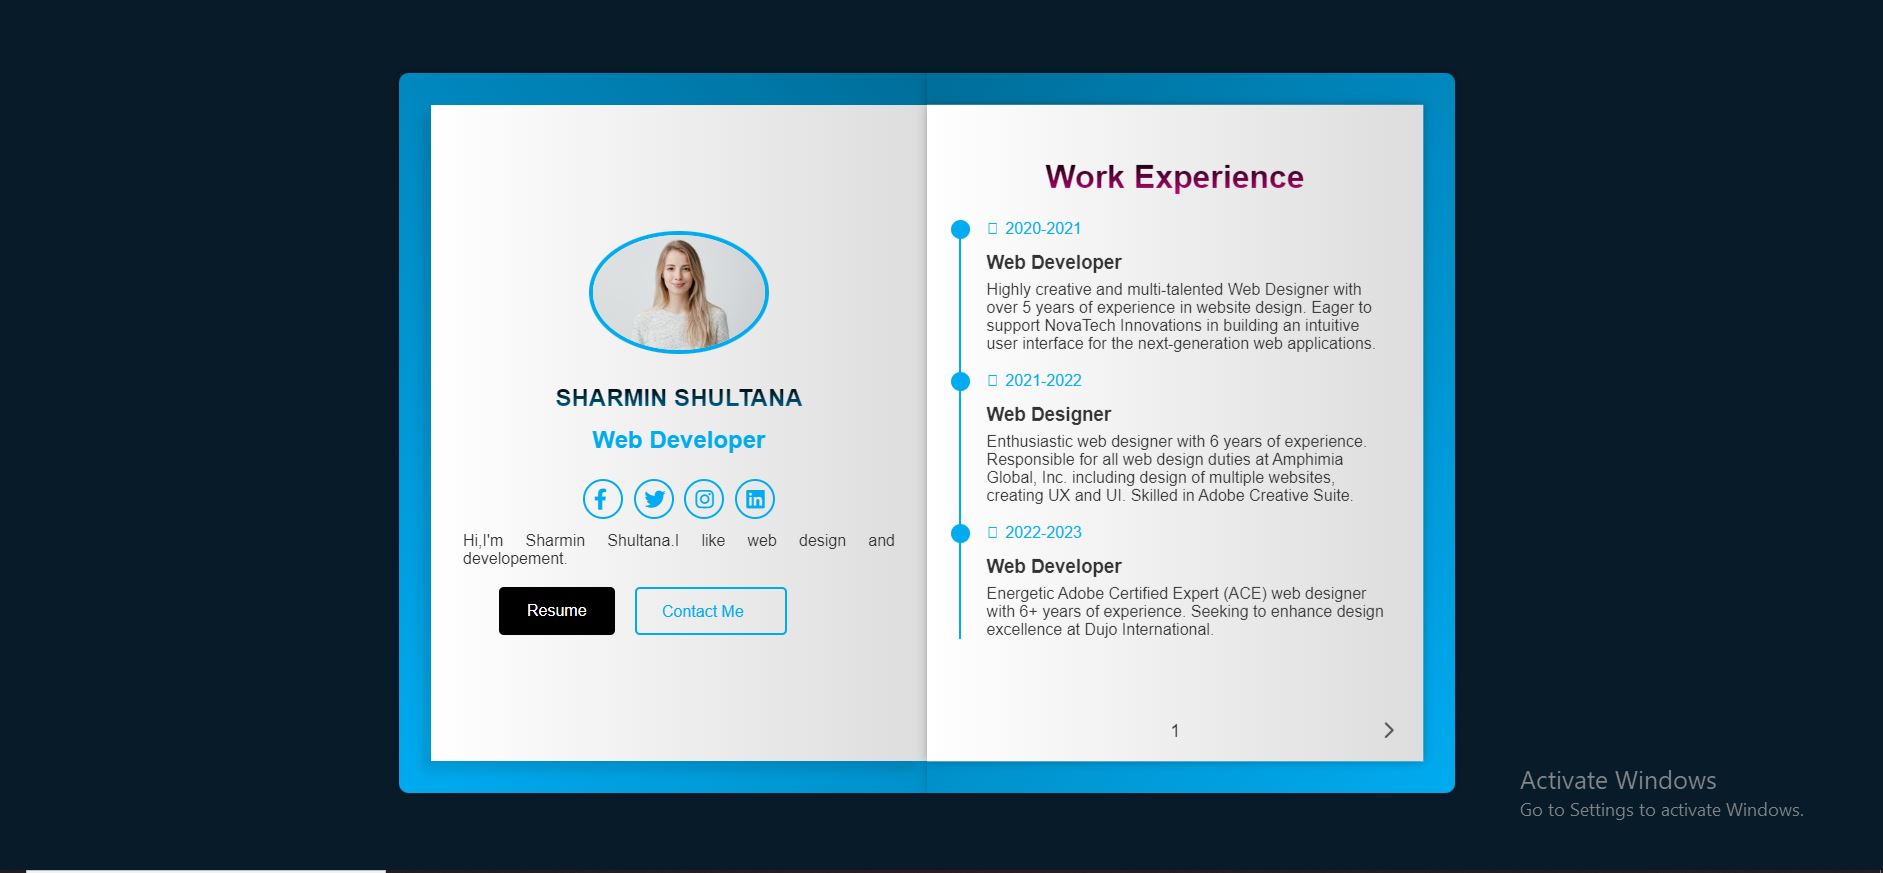 SHARMIN SHULTANA
Web Developer
Hi,I'm Sharmin Shultana.I like web design and
developement.
Resume
Contact Me
Work Experience
2020-2021
Web Developer
Highly creative and multi-talented Web Designer with
over 5 years of experience in website design. Eager to
support NovaTech Innovations in building an intuitive
user interface for the next-generation web applications.
2021-2022
Web Designer
Enthusiastic web designer with 6 years of experience.
Responsible for all web design duties at Amphimia
Global, Inc. including design of multiple websites,
creating UX and UI. Skilled in Adobe Creative Suite.
2022-2023
Web Developer
Energetic Adobe Certified Expert (ACE) web designer
with 6+ years of experience. Seeking to enhance design
excellence at Dujo International.
1
Activate Windows
Go to Settings to activate Windows.